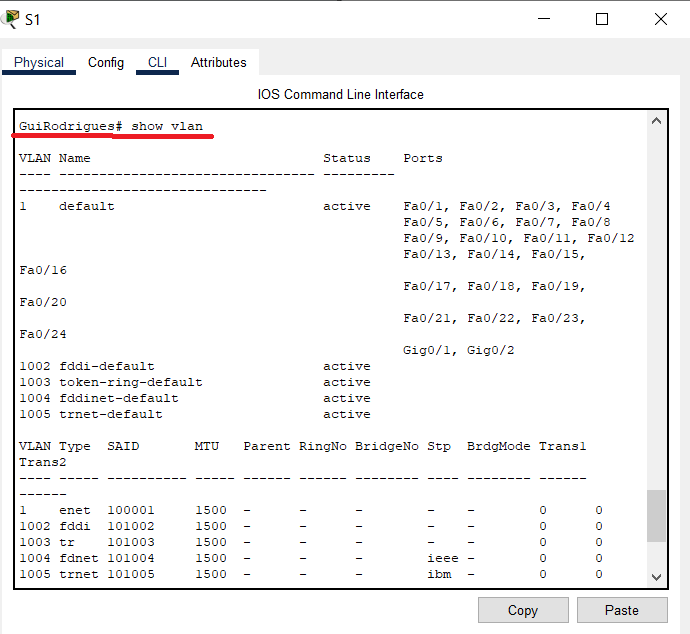 S1
Physical Config CLI Attributes
IOS Command Line Interface
GuiRodrigues# show vlan
VLAN Name                             Status    Ports
---- -------------------------------- ---------
-------------------------------
1    default                          active    Fa0/1, Fa0/2, Fa0/3, Fa0/4
                                                Fa0/5, Fa0/6, Fa0/7, Fa0/8
                                                Fa0/9, Fa0/10, Fa0/11, Fa0/12
                                                Fa0/13, Fa0/14, Fa0/15,
Fa0/16
                                                Fa0/17, Fa0/18, Fa0/19,
Fa0/20
                                                Fa0/21, Fa0/22, Fa0/23,
Fa0/24
                                                Gig0/1, Gig0/2
1002 fddi-default                     active
1003 token-ring-default               active
1004 fddinet-default                  active
1005 trnet-default                    active
VLAN Type  SAID       MTU   Parent RingNo BridgeNo Stp  BrdgMode Trans1
Trans2
---- ----- ---------- ----- ------ ------ -------- ---- -------- ------
------
1    enet  100001     1500  -      -      -        -    -        0      0
1002 fddi  101002     1500  -      -      -        -    -        0      0
1003 tr    101003     1500  -      -      -        -    -        0      0
1004 fdnet 101004     1500  -      -      -        ieee -        0      0
1005 trnet 101005     1500  -      -      -        ibm  -        0      0
Copy Paste